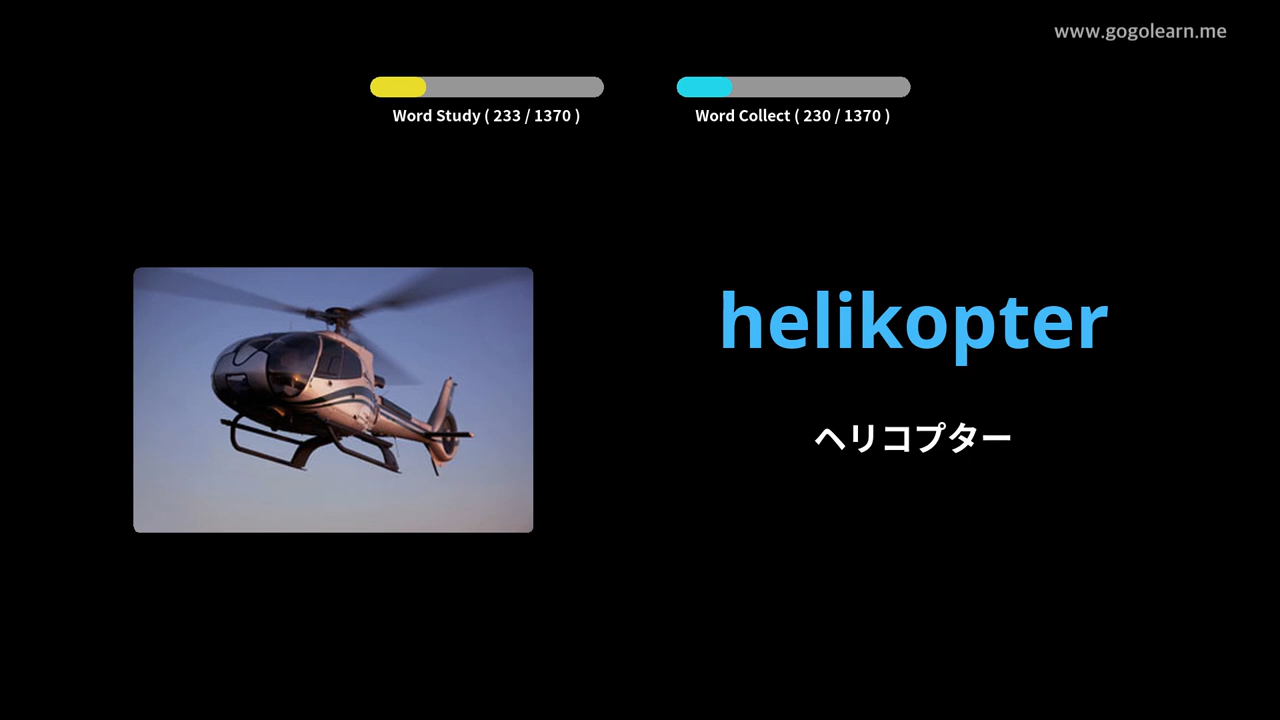 www.gogolearn.me
Word Study ( 233 / 1370 )
Word Collect ( 230 / 1370 )
helikopter
ヘリコプター